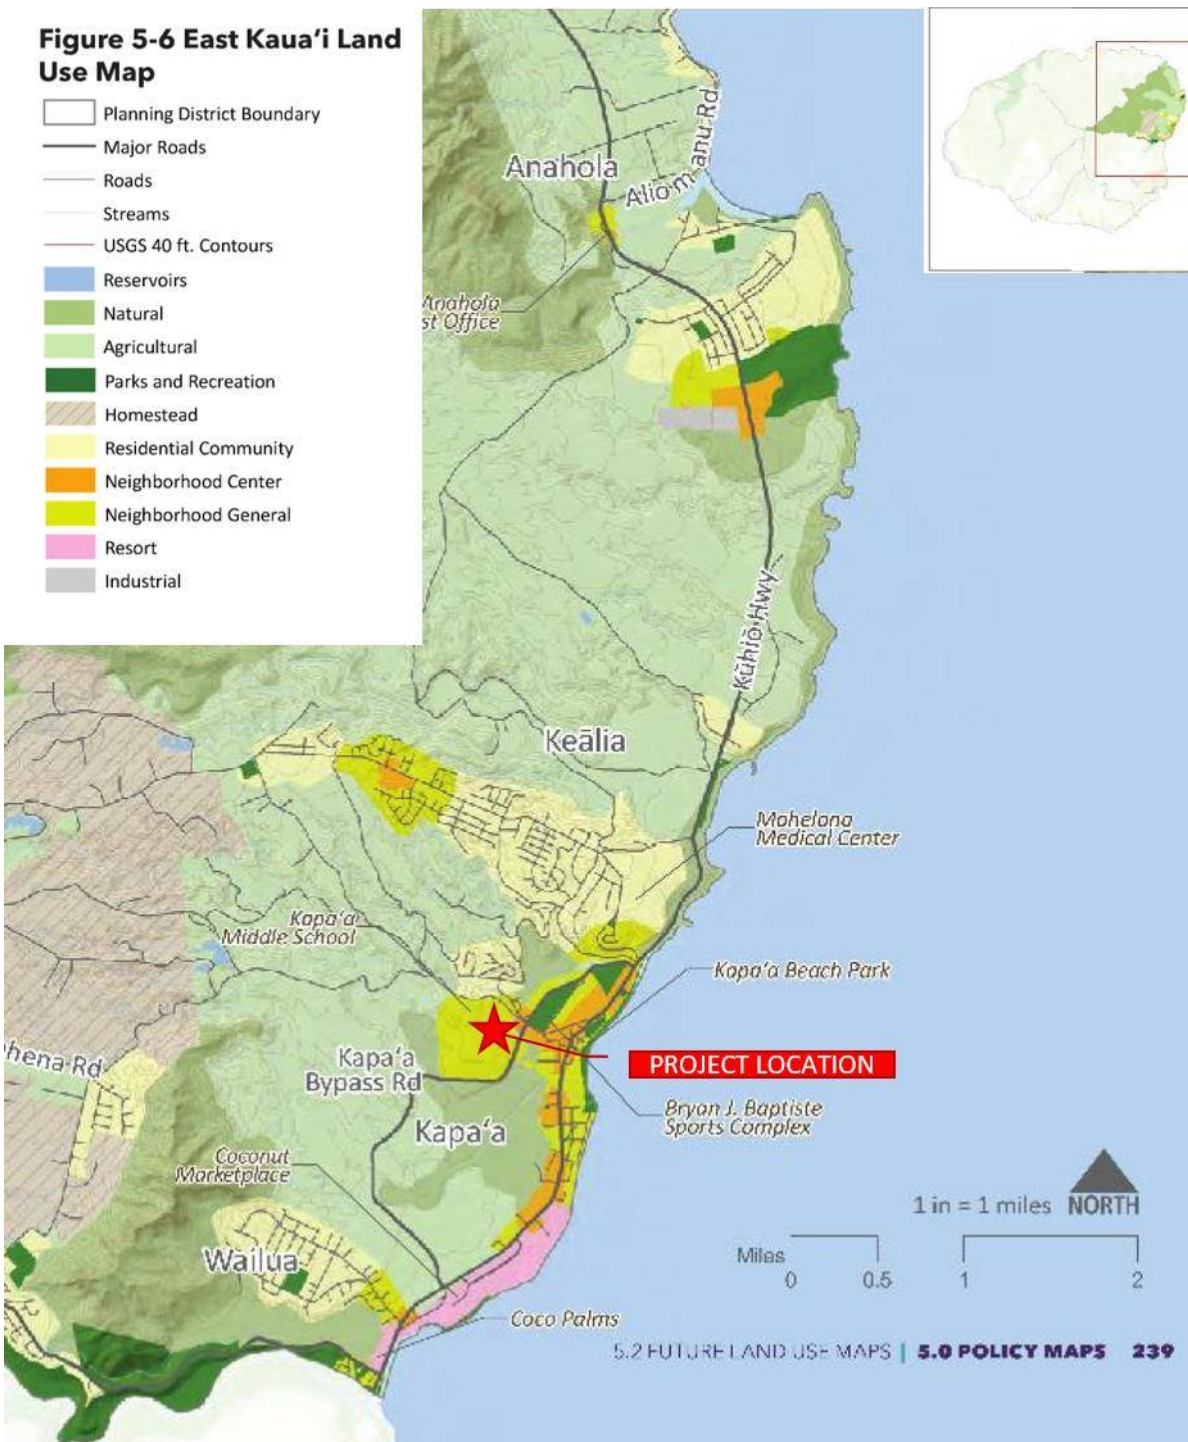 Figure 5-6 East Kaua‘i Land
Use Map
Planning District Boundary
Major Roads
Roads
Streams
USGS 40 ft. Contours
Reservoirs
Natural
Agricultural
Parks and Recreation
Homestead
Residential Community
Neighborhood Center
Neighborhood General
Resort
Industrial
Anahola
Aliomanu Rd
Anahola
st Office
Kūhiō Hwy
Keālia
Mahelona
Medical Center
Kapa‘a
Middle School
Kapa‘a Beach Park
PROJECT LOCATION
Kapa‘a
Bypass Rd
hena Rd
Bryan J. Baptiste
Sports Complex
Kapa‘a
Coconut
Marketplace
1 in = 1 miles NORTH
Wailua
Miles
0 0.5 1 2
Coco Palms
5.2 FUTURE LAND USE MAPS | 5.0 POLICY MAPS 239